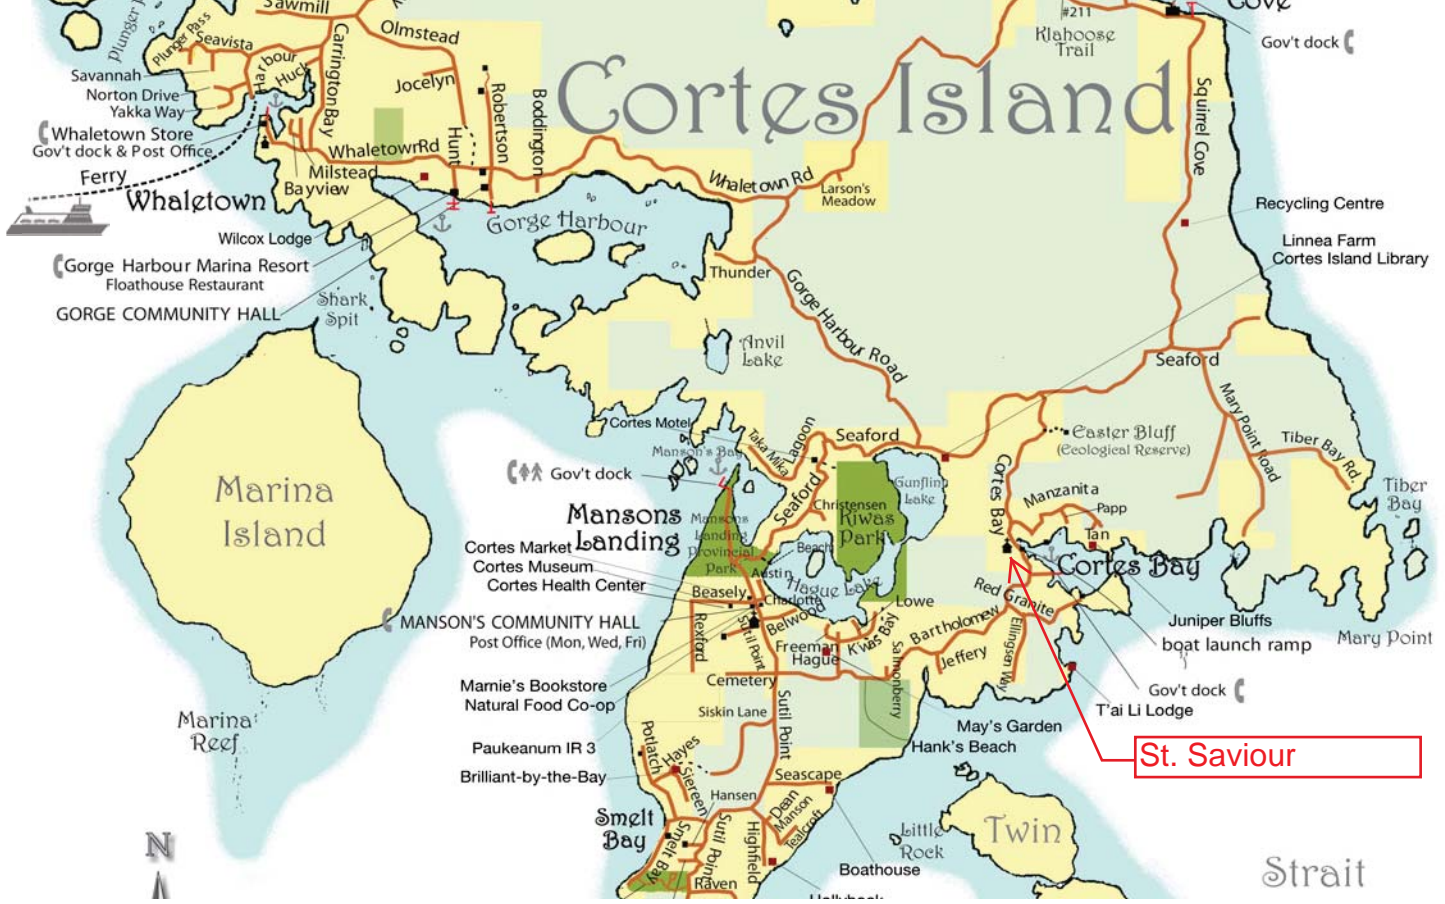 Cove
Sawmill
#211
Klahoose
Trail
Gov't dock
Plunger Pass
Seavista
Olmstead
Harbour
Huck
Carrington Bay
Savannah
Norton Drive
Yakka Way
Jocelyn
Robertson
Boddington
Cortes Island
Squirrel Cove
Whaletown Store
Gov't dock & Post Office
Whaletown Rd
Hunt
Milstead
Bayview
Ferry
Whaletown
Whaletown Rd
Larson's
Meadow
Recycling Centre
Gorge Harbour
Wilcox Lodge
Linnea Farm
Cortes Island Library
Gorge Harbour Marina Resort
Floathouse Restaurant
Thunder
Gorge Harbour Road
GORGE COMMUNITY HALL
Shark
Spit
Anvil
Lake
Seaford
Mary Point Road
Cortes Motel
Taka Mika
Lagoon
Seaford
Easter Bluff
(Ecological Reserve)
Tiber Bay Rd.
Manson's Bay
Gov't dock
Seaford
Gunflint
Lake
Cortes Bay
Manzanita
Papp
Tan
Tiber
Bay
Marina
Island
Mansons
Landing
Mansons
Landing
Provincial
Park
Christensen
Kiwas
Park
Cortes Market
Cortes Museum
Cortes Health Center
Beach
Austin
Hague Lake
Cortes Bay
Beasely
Charlotte
Belwood
Lowe
Red Granite
MANSON'S COMMUNITY HALL
Post Office (Mon, Wed, Fri)
Rexford
Sutil Point
Freeman
Hague
K'was Bay
Bartholomew
Ellingsen Way
Juniper Bluffs
boat launch ramp
Mary Point
Jeffery
Salmonberry
Marnie's Bookstore
Natural Food Co-op
Cemetery
Gov't dock
T'ai Li Lodge
Marina
Reef
Siskin Lane
Sutil Point
May's Garden
Hank's Beach
St. Saviour
Paukeanum IR 3
Brilliant-by-the-Bay
Potlatch
Hayes
Siereen
Seascape
Hansen
Dean
Manson
Tealcroft
Smelt
Bay
Smelt Bay
Sutil Point
Highfield
Little
Rock
Twin
N
Boathouse
Strait
Raven
Hollyhock